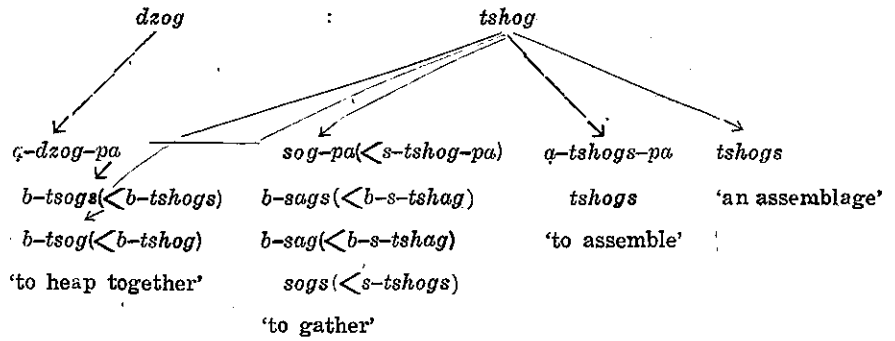 dzog : tshog
ạ-dzog-pa sog-pa(<s-tshog-pa) ạ-tshogs-pa tshogs
b-tsogs(<b-tshogs) b-sags(<b-s-tshag) tshogs 'an assemblage'
b-tsog(<b-tshog) b-sag(<b-s-tshag) 'to assemble'
'to heap together' sogs(<s-tshogs)
'to gather'